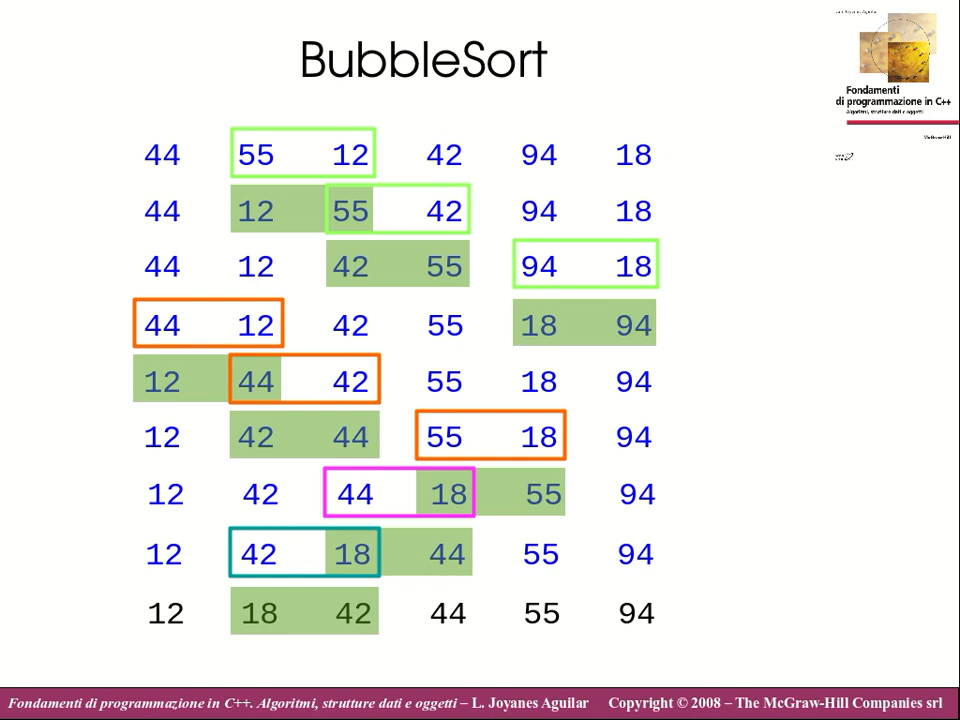 BubbleSort
Fondamenti
di programmazione in C++
Algoritmi, strutture dati e oggetti
44 55 12 42 94 18
44 12 55 42 94 18
44 12 42 55 94 18
44 12 42 55 18 94
12 44 42 55 18 94
12 42 44 55 18 94
12 42 44 18 55 94
12 42 18 44 55 94
12 18 42 44 55 94
Fondamenti di programmazione in C++. Algoritmi, strutture dati e oggetti – L. Joyanes Aguilar Copyright © 2008 – The McGraw-Hill Companies srl